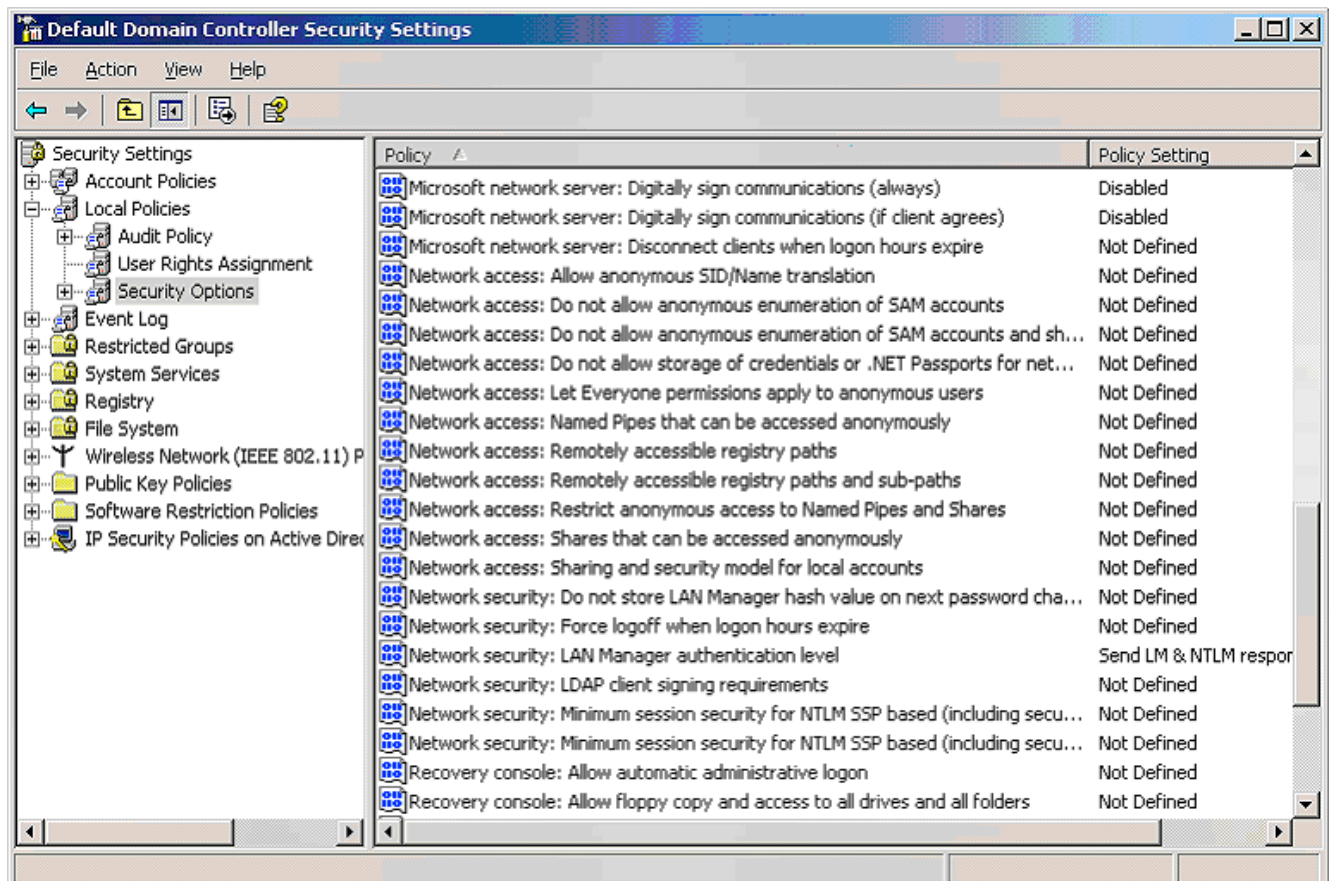 Default Domain Controller Security Settings
File Action View Help
Security Settings
Account Policies
Local Policies
Audit Policy
User Rights Assignment
Security Options
Event Log
Restricted Groups
System Services
Registry
File System
Wireless Network (IEEE 802.11) P
Public Key Policies
Software Restriction Policies
IP Security Policies on Active Direc
Policy Policy Setting
Microsoft network server: Digitally sign communications (always) Disabled
Microsoft network server: Digitally sign communications (if client agrees) Disabled
Microsoft network server: Disconnect clients when logon hours expire Not Defined
Network access: Allow anonymous SID/Name translation Not Defined
Network access: Do not allow anonymous enumeration of SAM accounts Not Defined
Network access: Do not allow anonymous enumeration of SAM accounts and sh... Not Defined
Network access: Do not allow storage of credentials or .NET Passports for net... Not Defined
Network access: Let Everyone permissions apply to anonymous users Not Defined
Network access: Named Pipes that can be accessed anonymously Not Defined
Network access: Remotely accessible registry paths Not Defined
Network access: Remotely accessible registry paths and sub-paths Not Defined
Network access: Restrict anonymous access to Named Pipes and Shares Not Defined
Network access: Shares that can be accessed anonymously Not Defined
Network access: Sharing and security model for local accounts Not Defined
Network security: Do not store LAN Manager hash value on next password cha... Not Defined
Network security: Force logoff when logon hours expire Not Defined
Network security: LAN Manager authentication level Send LM & NTLM respor
Network security: LDAP client signing requirements Not Defined
Network security: Minimum session security for NTLM SSP based (including secu... Not Defined
Network security: Minimum session security for NTLM SSP based (including secu... Not Defined
Recovery console: Allow automatic administrative logon Not Defined
Recovery console: Allow floppy copy and access to all drives and all folders Not Defined